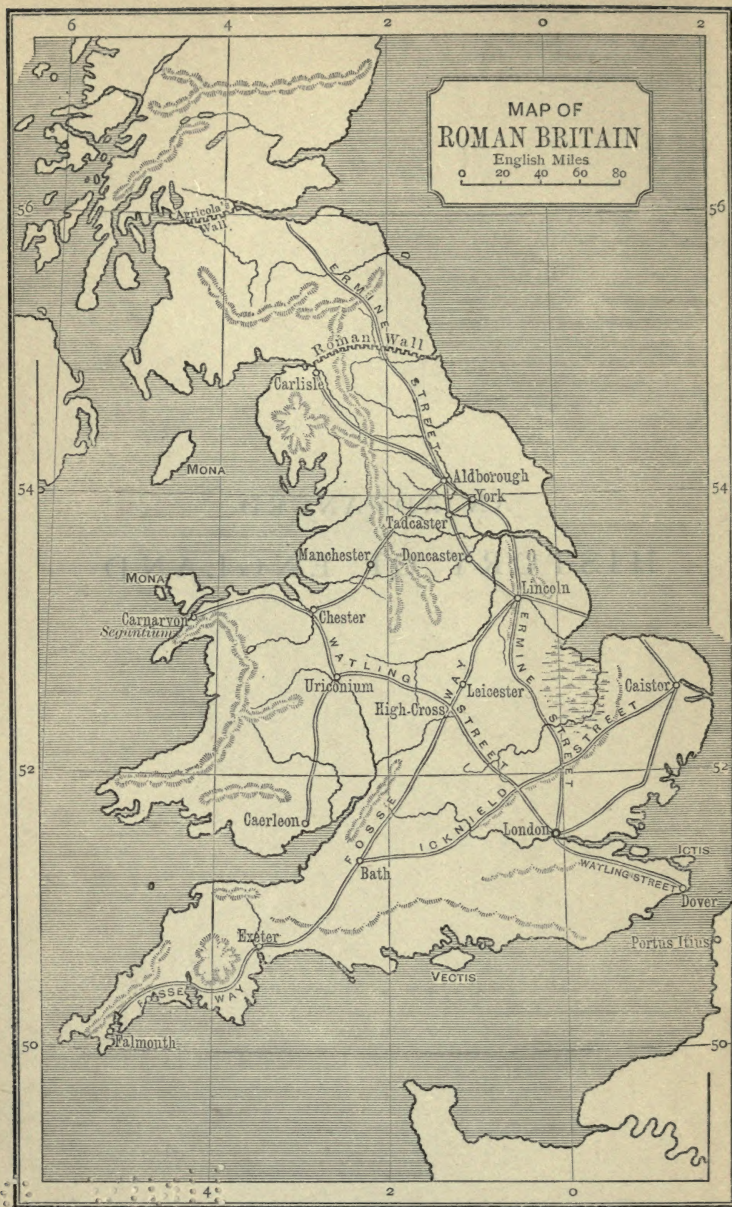 6 4 2 0 2
MAP OF
ROMAN BRITAIN
English Miles
0 20 40 60 80
56 56
Agricola's
Wall
ERMINE
STREET
Roman Wall
Carlisle
MONA
Aldborough
54 54
York
Tadcaster
Manchester
Doncaster
MONA
Lincoln
Carnarvon
Segontium
Chester
WATLING
STREET
Uriconium
Leicester
High-Cross
ERMINE
STREET
Caistor
FOSSE WAY
ICKNIELD STREET
52 52
Caerleon
London
ICTIS
WATLING STREET
Bath
Dover
Exeter
Portus Itius
VECTIS
FOSSE WAY
50 50
Falmouth
4 2 0